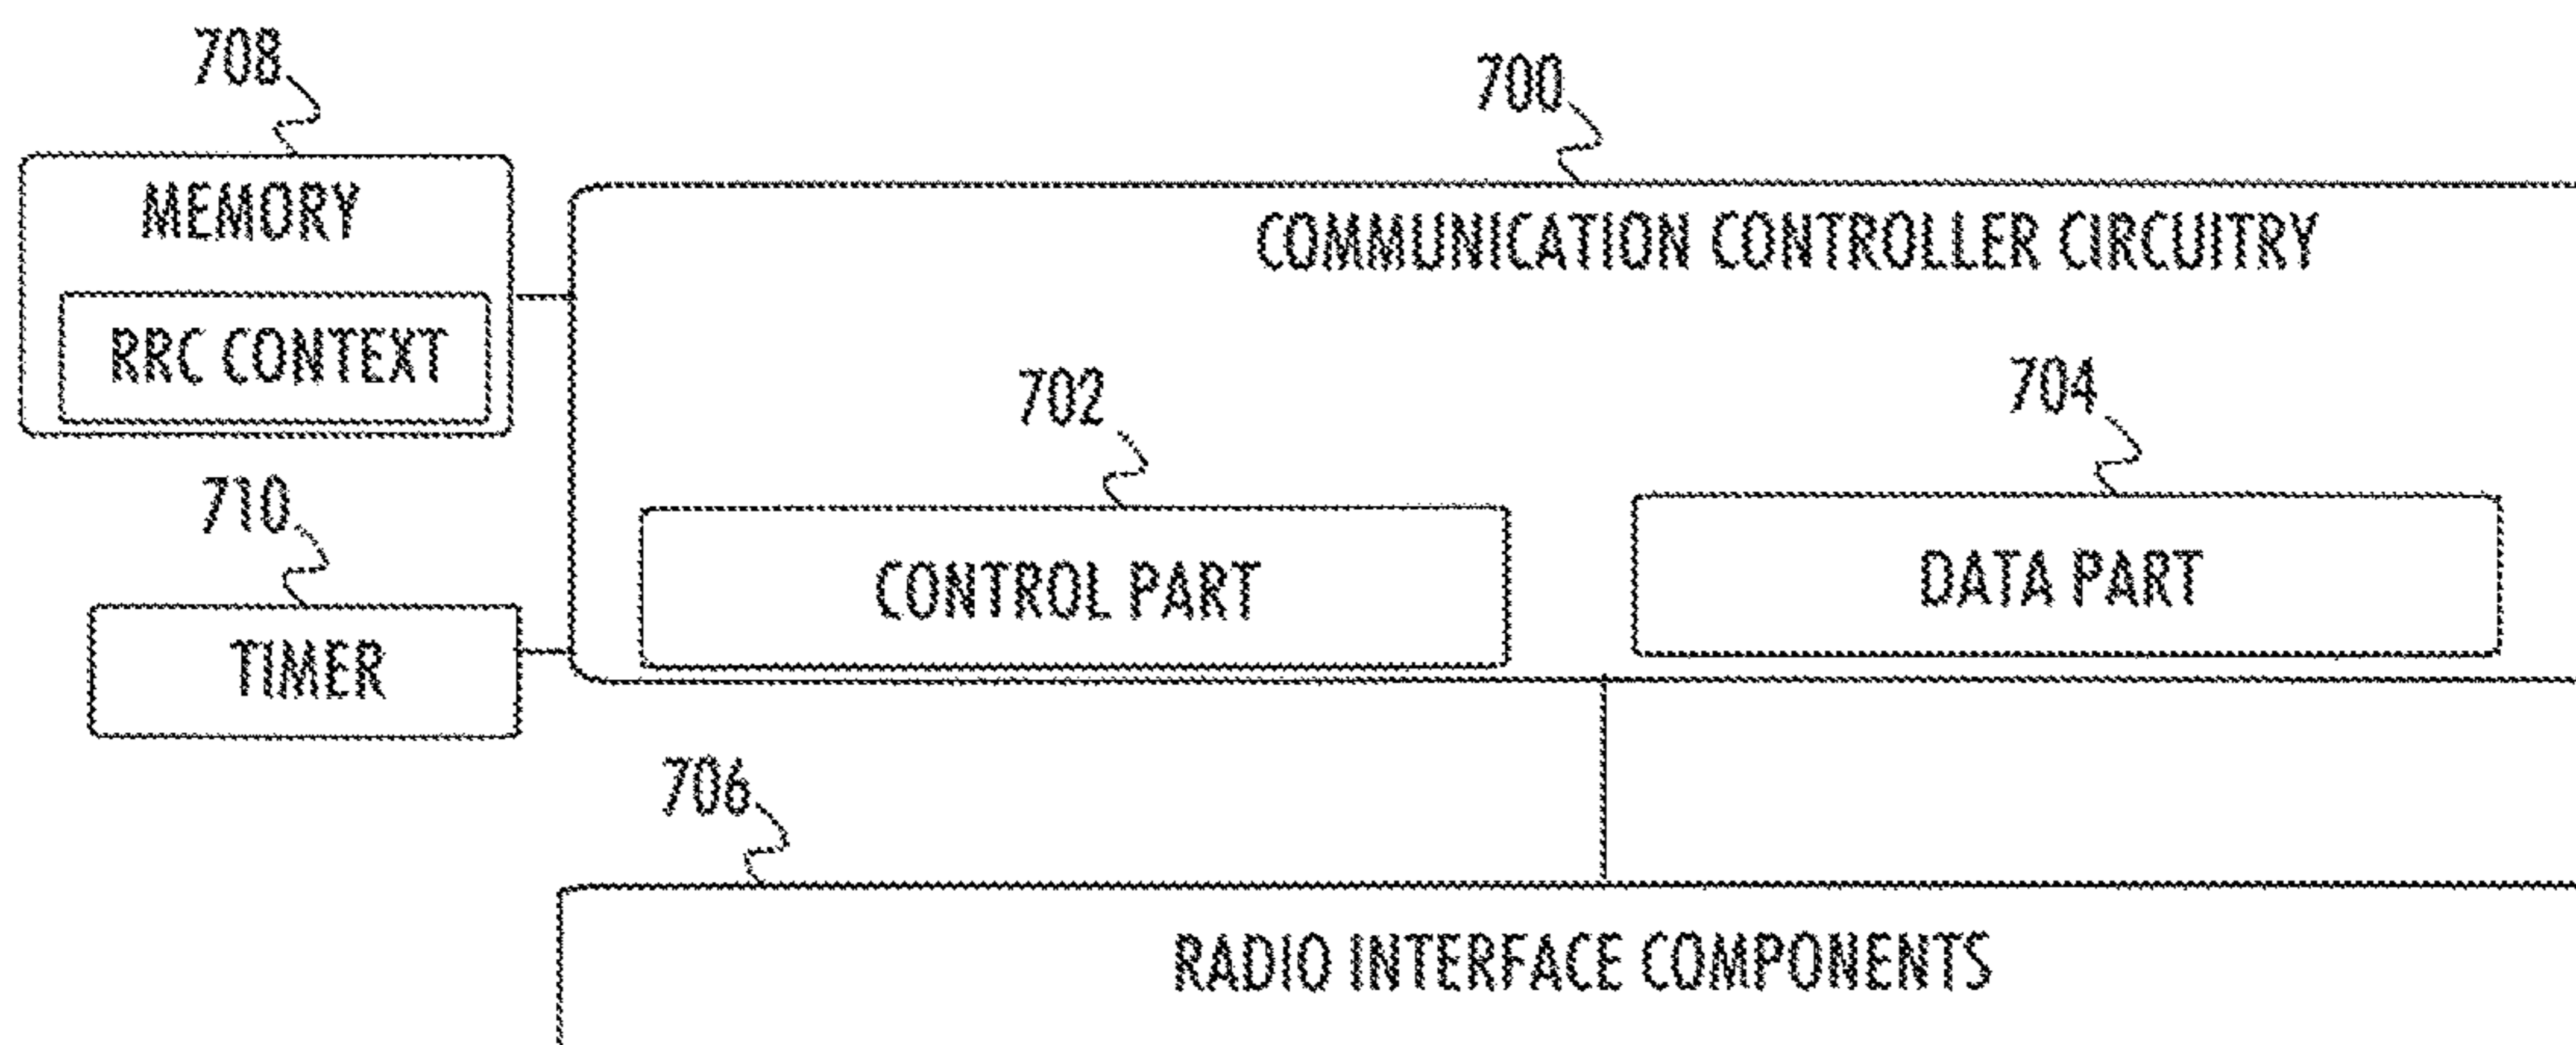 708
700
MEMORY
COMMUNICATION CONTROLLER CIRCUITRY
RRC CONTEXT
702
704
710
CONTROL PART
DATA PART
TIMER
706
RADIO INTERFACE COMPONENTS